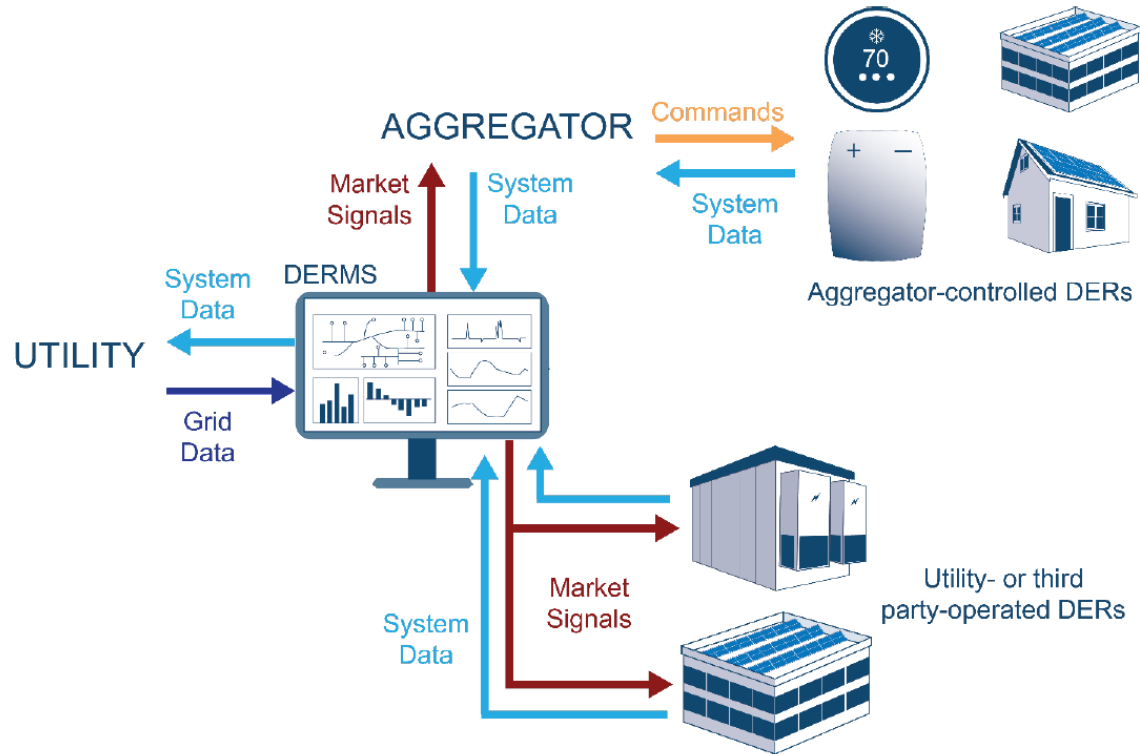 70
AGGREGATOR
Commands
System
Data
Market
Signals
System
Data
Aggregator-controlled DERs
DERMS
System
Data
UTILITY
Grid
Data
Market
Signals
System
Data
Utility- or third
party-operated DERs